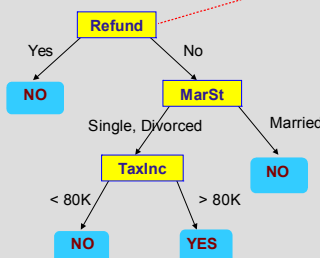 Refund
Yes
No
NO
MarSt
Single, Divorced
Married
TaxInc
NO
< 80K
> 80K
NO
YES